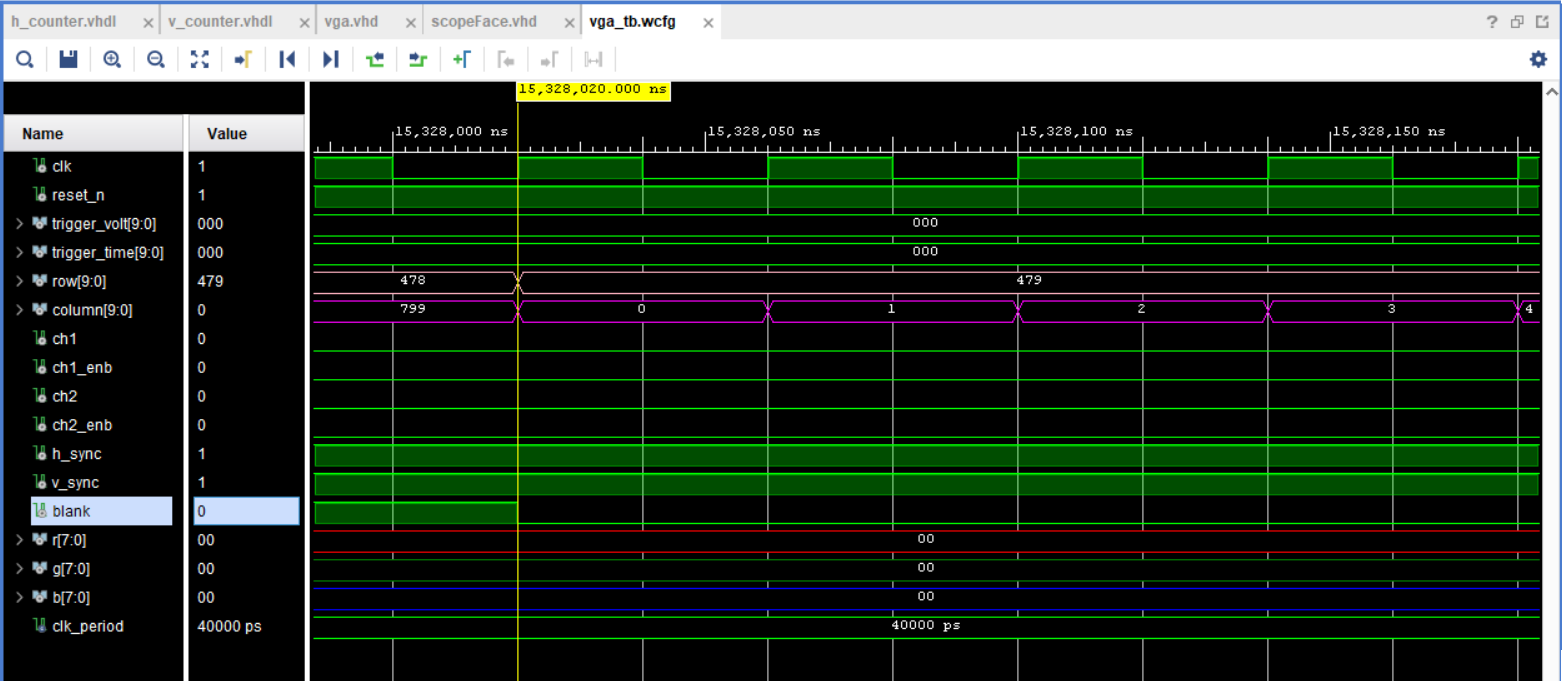 h_counter.vhdl × v_counter.vhdl × vga.vhd × scopeFace.vhd × vga_tb.wcfg × ?
15,328,020.000 ns
Name Value 15,328,000 ns 15,328,050 ns 15,328,100 ns 15,328,150 ns
clk 1
reset_n 1
> trigger_volt[9:0] 000 000
> trigger_time[9:0] 000 000
> row[9:0] 479 478 479
> column[9:0] 0 799 0 1 2 3 4
ch1 0
ch1_enb 0
ch2 0
ch2_enb 0
h_sync 1
v_sync 1
blank 0
> r[7:0] 00 00
> g[7:0] 00 00
> b[7:0] 00 00
clk_period 40000 ps 40000 ps